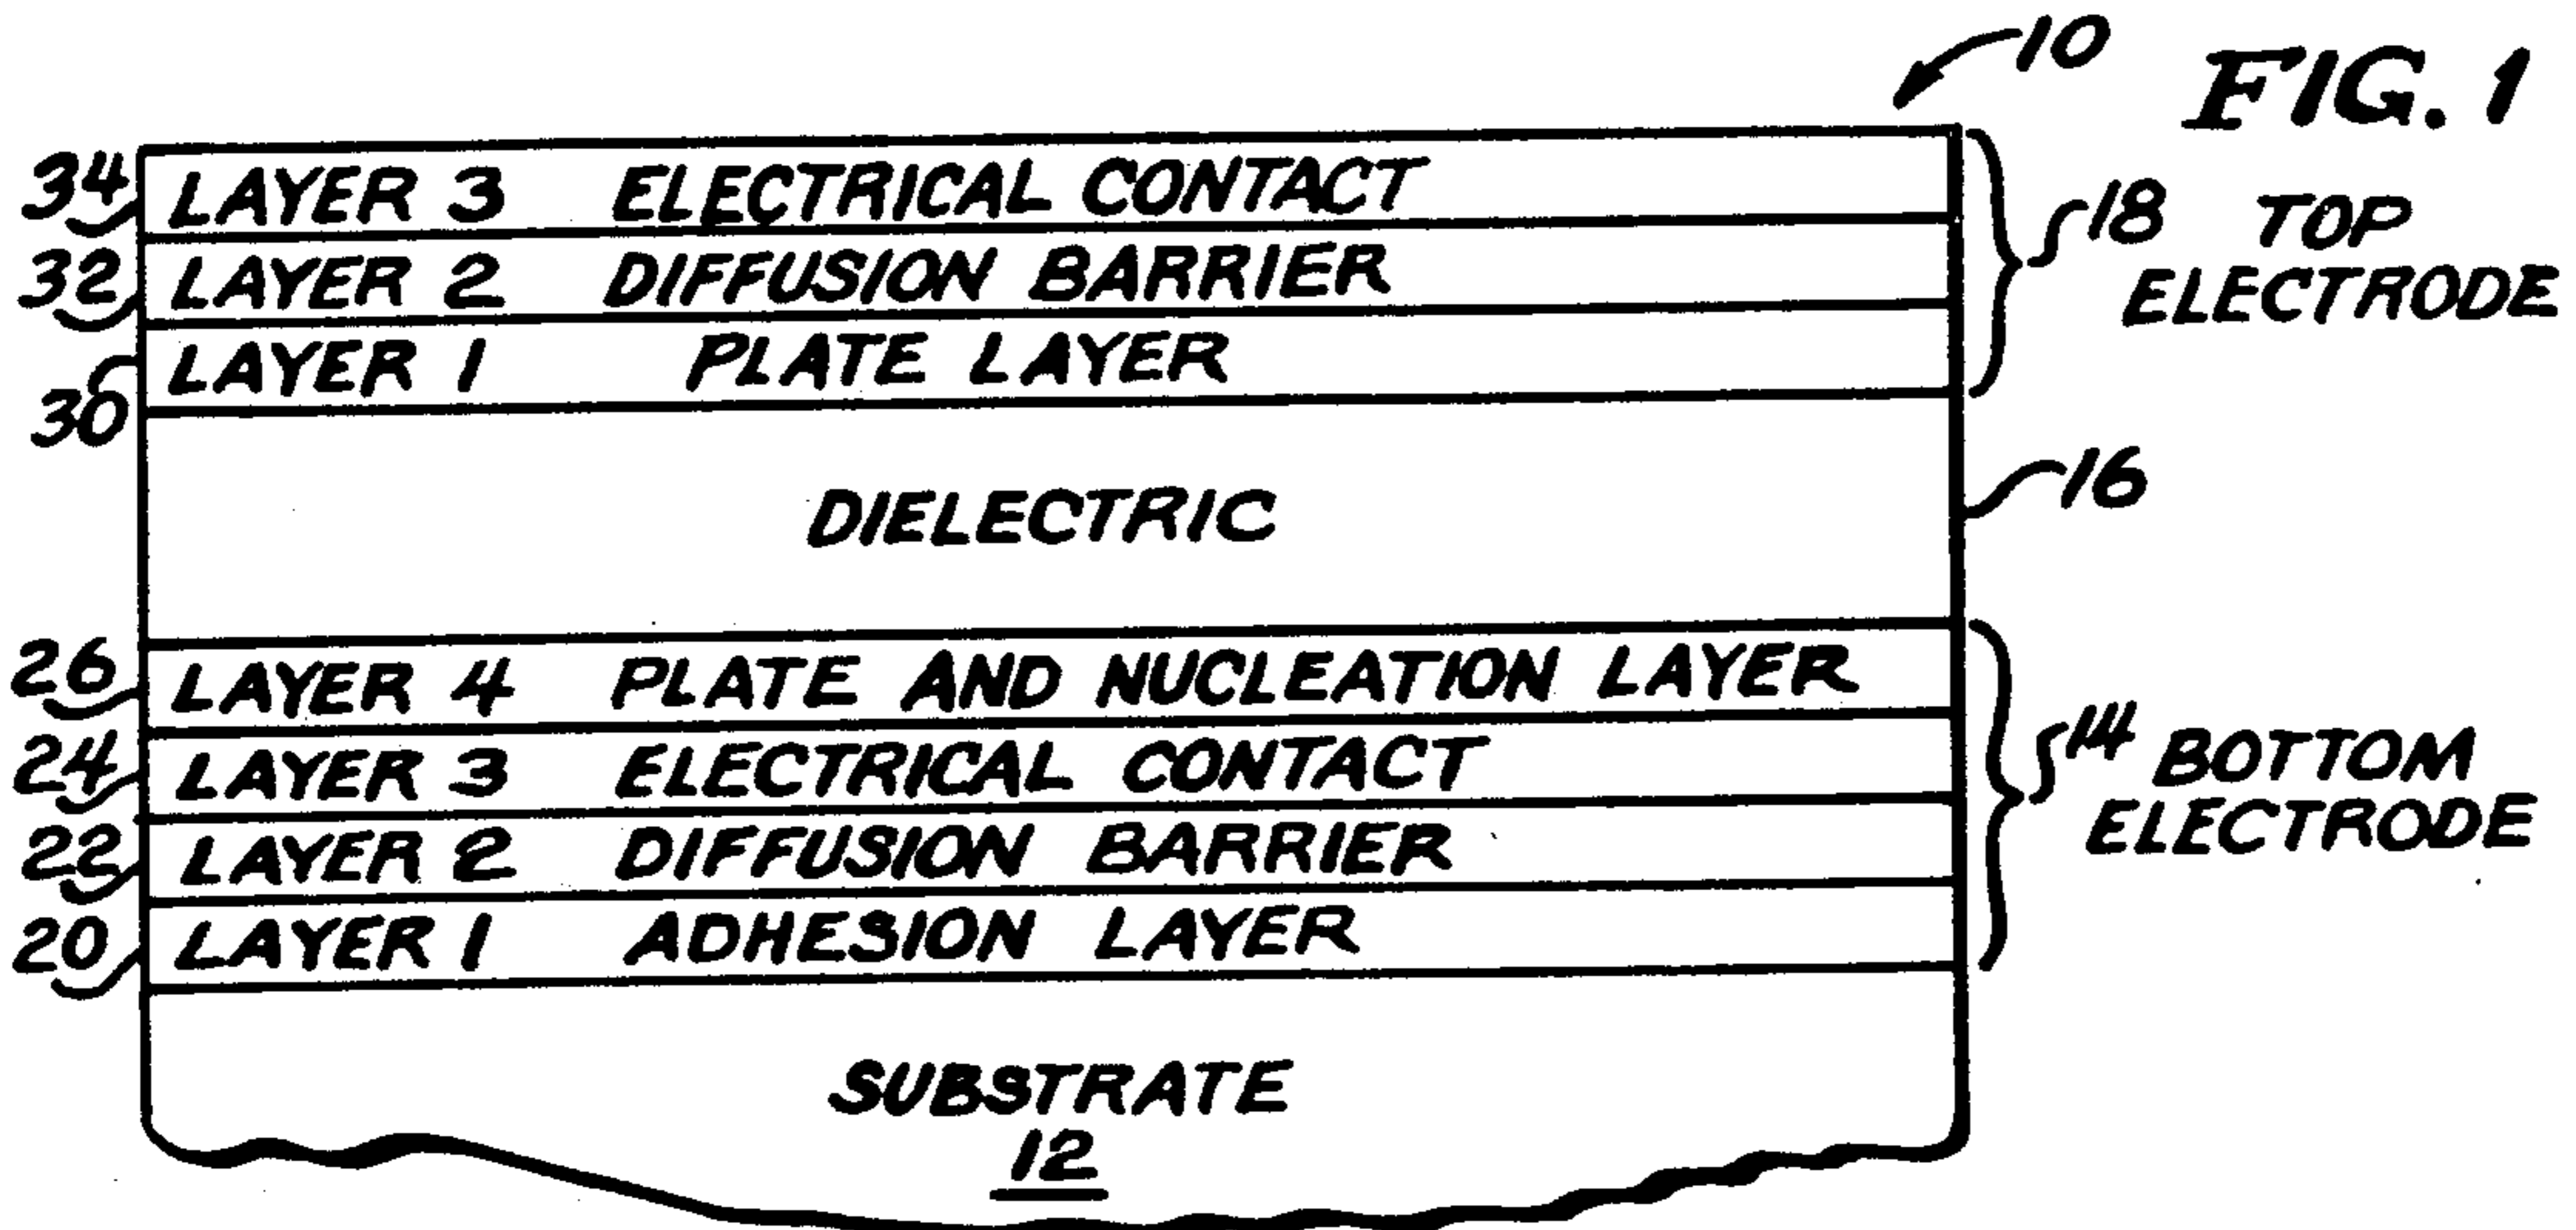 10
FIG. 1
34 LAYER 3 ELECTRICAL CONTACT
32 LAYER 2 DIFFUSION BARRIER
30 LAYER 1 PLATE LAYER
18 TOP
ELECTRODE
DIELECTRIC
16
26 LAYER 4 PLATE AND NUCLEATION LAYER
24 LAYER 3 ELECTRICAL CONTACT
22 LAYER 2 DIFFUSION BARRIER
20 LAYER 1 ADHESION LAYER
14 BOTTOM
ELECTRODE
SUBSTRATE
12